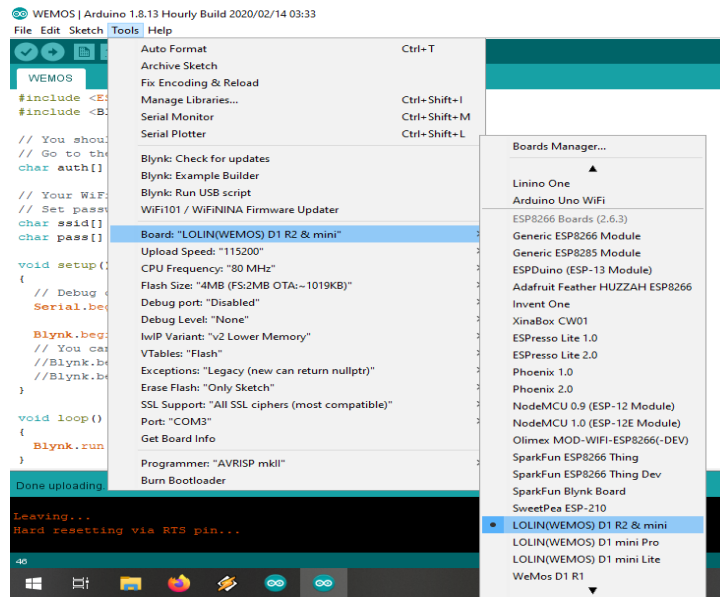 WEMOS | Arduino 1.8.13 Hourly Build 2020/02/14 03:33
File Edit Sketch Tools Help
WEMOS
#include <E
#include <B
// You shou
// Go to the
char auth[]
// Your WiF
// Set pass
char ssid[]
char pass[]
void setup()
{
// Debug
Serial.beg
Blynk.beg
// You ca
//Blynk.be
//Blynk.be
}
void loop()
{
Blynk.run
}
Auto Format Ctrl+T
Archive Sketch
Fix Encoding & Reload
Manage Libraries... Ctrl+Shift+I
Serial Monitor Ctrl+Shift+M
Serial Plotter Ctrl+Shift+L
Blynk: Check for updates
Blynk: Example Builder
Blynk: Run USB script
WiFi101 / WiFiNINA Firmware Updater
Board: "LOLIN(WEMOS) D1 R2 & mini"
Upload Speed: "115200"
CPU Frequency: "80 MHz"
Flash Size: "4MB (FS:2MB OTA:~1019KB)"
Debug port: "Disabled"
Debug Level: "None"
lwIP Variant: "v2 Lower Memory"
VTables: "Flash"
Exceptions: "Legacy (new can return nullptr)"
Erase Flash: "Only Sketch"
SSL Support: "All SSL ciphers (most compatible)"
Port: "COM3"
Get Board Info
Programmer: "AVRISP mkII"
Burn Bootloader
Boards Manager...
Linino One
Arduino Uno WiFi
ESP8266 Boards (2.6.3)
Generic ESP8266 Module
Generic ESP8285 Module
ESPDuino (ESP-13 Module)
Adafruit Feather HUZZAH ESP8266
Invent One
XinaBox CW01
ESPresso Lite 1.0
ESPresso Lite 2.0
Phoenix 1.0
Phoenix 2.0
NodeMCU 0.9 (ESP-12 Module)
NodeMCU 1.0 (ESP-12E Module)
Olimex MOD-WIFI-ESP8266(-DEV)
SparkFun ESP8266 Thing
SparkFun ESP8266 Thing Dev
SparkFun Blynk Board
SweetPea ESP-210
LOLIN(WEMOS) D1 R2 & mini
LOLIN(WEMOS) D1 mini Pro
LOLIN(WEMOS) D1 mini Lite
WeMos D1 R1
Done uploading.
Leaving...
Hard resetting via RTS pin...
46